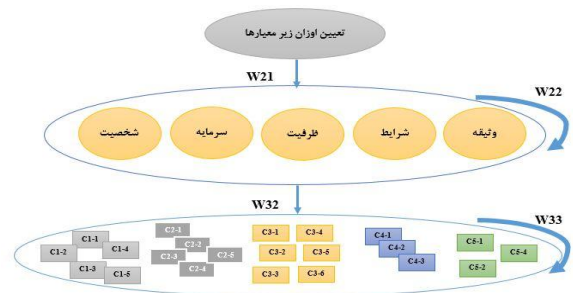 تعیین اوزان زیر معیارها
W21
W22
شخصیت
سرمایه
ظرفیت
شرایط
وثیقه
W32
W33
C1-1
C1-2
C1-4
C1-3
C1-5
C2-1
C2-2
C2-3
C2-5
C2-4
C3-1
C3-4
C3-2
C3-5
C3-3
C3-6
C4-1
C4-2
C4-3
C5-1
C5-4
C5-2